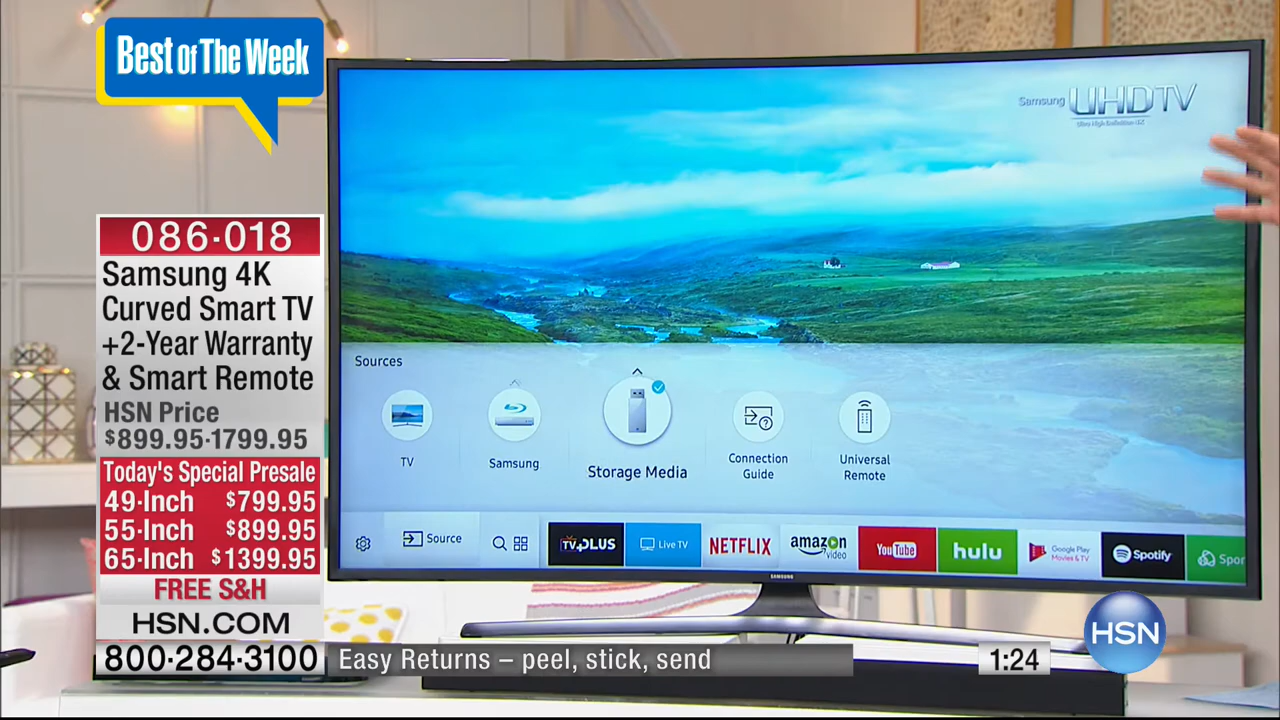 Best Of The Week
086·018
Samsung 4K
Curved Smart TV
+2-Year Warranty
& Smart Remote
HSN Price
$899.95-1799.95
Today's Special Presale
49-Inch $799.95
55-Inch $899.95
65-Inch $1399.95
FREE S&H
HSN.COM
800·284·3100
Easy Returns – peel, stick, send
1:24
HSN
Samsung UHDTV
Sources
TV
Samsung
Storage Media
Connection
Guide
Universal
Remote
Source
TV PLUS
Live TV
NETFLIX
amazon
video
YouTube
hulu
Google Play
Movies & TV
Spotify
Spor
SAMSUNG